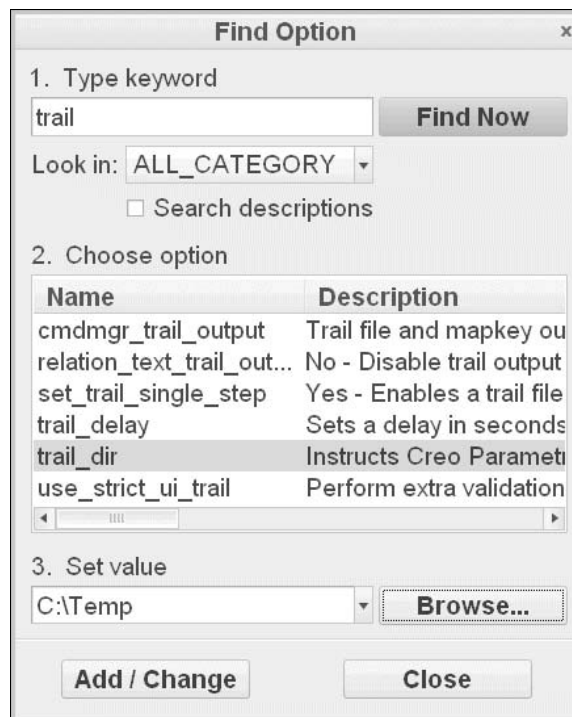 Find Option
x
1. Type keyword
trail
Find Now
Look in: ALL_CATEGORY
Search descriptions
2. Choose option
Name Description
cmdmgr_trail_output Trail file and mapkey ou
relation_text_trail_out... No - Disable trail output
set_trail_single_step Yes - Enables a trail file
trail_delay Sets a delay in seconds
trail_dir Instructs Creo Parametr
use_strict_ui_trail Perform extra validation
3. Set value
C:\Temp
Browse...
Add / Change Close